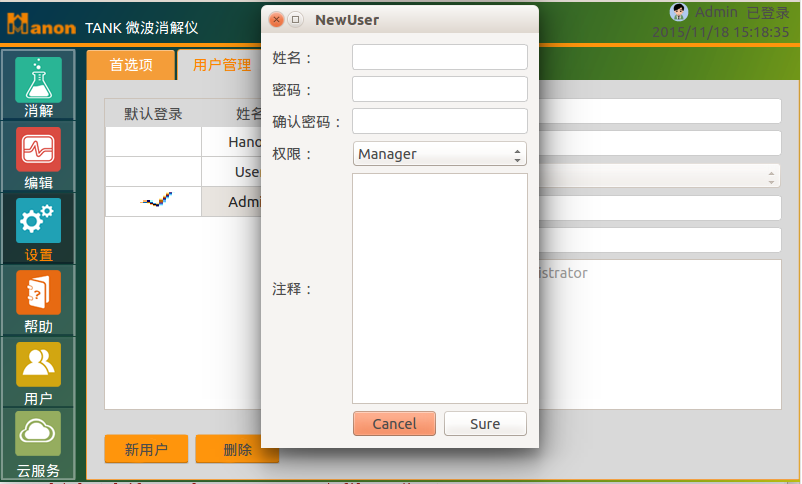 Hanon TANK 微波消解仪
Admin 已登录
2015/11/18 15:18:35
消解
编辑
设置
帮助
用户
云服务
首选项
用户管理
默认登录
姓名
Hano
User
Admi
istrator
新用户
删除
NewUser
姓名：
密码：
确认密码：
权限：
Manager
注释：
Cancel
Sure